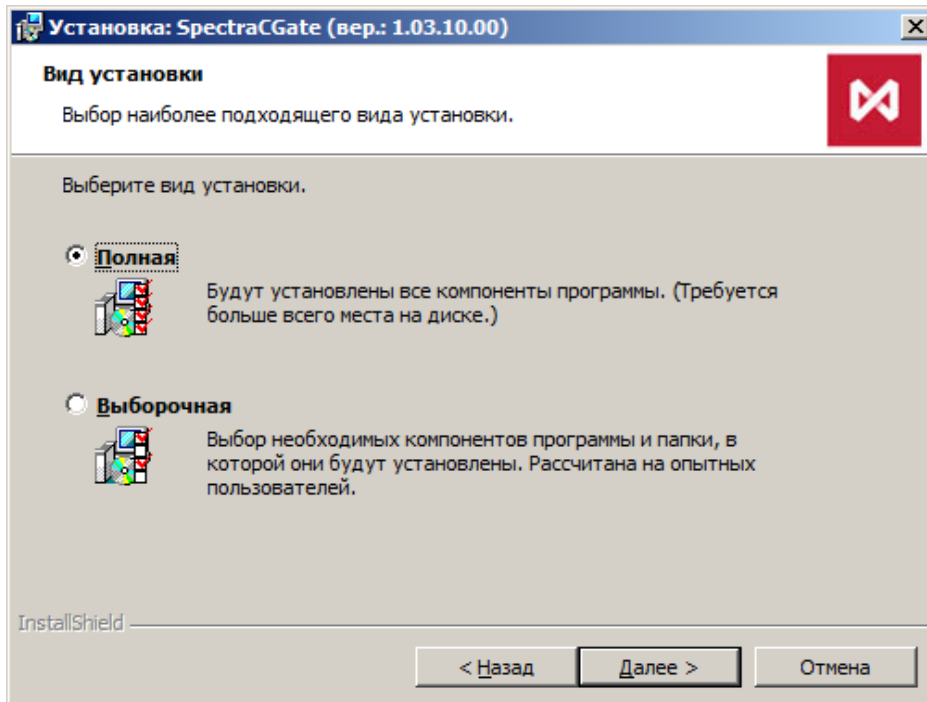 Установка: SpectraCGate (вер.: 1.03.10.00)
Вид установки
Выбор наиболее подходящего вида установки.
Выберите вид установки.
Полная
Будут установлены все компоненты программы. (Требуется
больше всего места на диске.)
Выборочная
Выбор необходимых компонентов программы и папки, в
которой они будут установлены. Рассчитана на опытных
пользователей.
InstallShield
< Назад
Далее >
Отмена